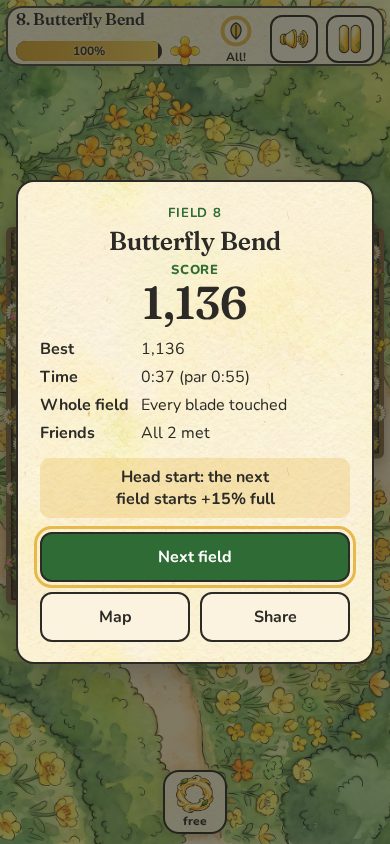 8. Butterfly Bend
100%
All!
FIELD 8
Butterfly Bend
SCORE
1,136
Best 1,136
Time 0:37 (par 0:55)
Whole field Every blade touched
Friends All 2 met
Head start: the next
field starts +15% full
Next field
Map Share
free